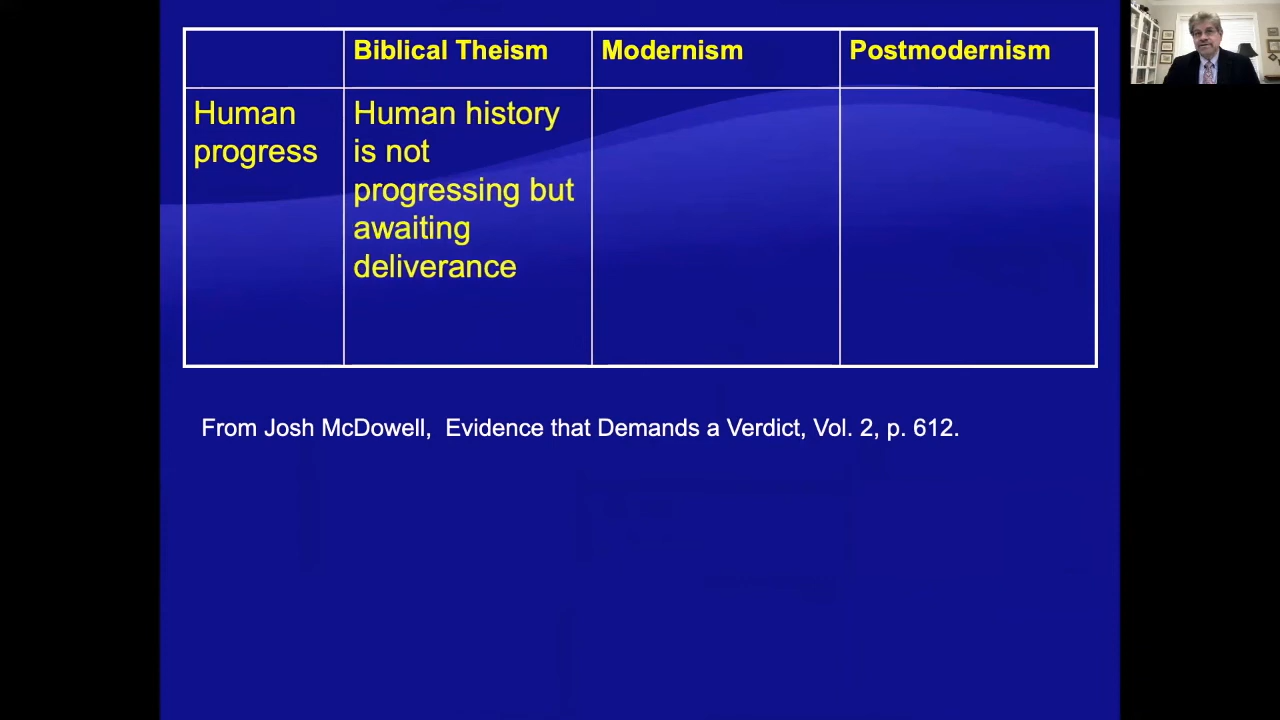 Biblical Theism
Modernism
Postmodernism
Human
progress
Human history
is not
progressing but
awaiting
deliverance
From Josh McDowell,  Evidence that Demands a Verdict, Vol. 2, p. 612.